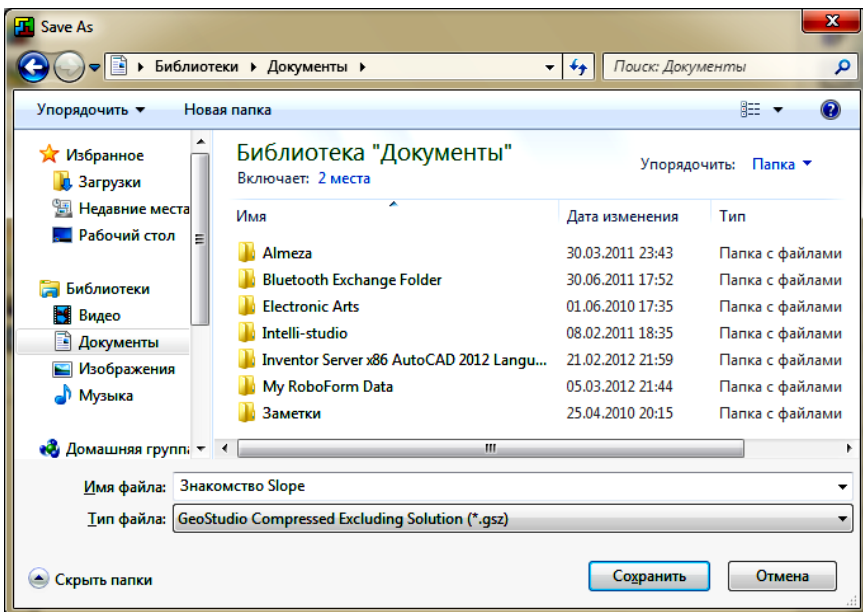 Save As
Библиотеки Документы
Поиск: Документы
Упорядочить Новая папка
Избранное
Загрузки
Недавние места
Рабочий стол
Библиотеки
Видео
Документы
Изображения
Музыка
Домашняя групп
Библиотека "Документы"
Включает: 2 места
Упорядочить: Папка
Имя Дата изменения Тип
Almeza 30.03.2011 23:43 Папка с файлами
Bluetooth Exchange Folder 30.06.2011 17:52 Папка с файлами
Electronic Arts 01.06.2010 17:35 Папка с файлами
Intelli-studio 08.02.2011 18:35 Папка с файлами
Inventor Server x86 AutoCAD 2012 Langu... 21.02.2012 21:59 Папка с файлами
My RoboForm Data 05.03.2012 21:44 Папка с файлами
Заметки 25.04.2010 20:15 Папка с файлами
Имя файла: Знакомство Slope
Тип файла: GeoStudio Compressed Excluding Solution (*.gsz)
Скрыть папки
Сохранить Отмена